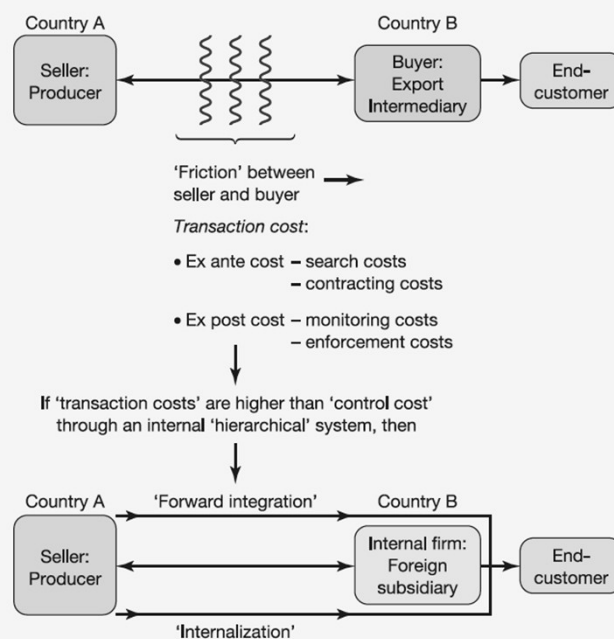 Country A
Country B
Seller:
Producer
Buyer:
Export
Intermediary
End-
customer
‘Friction’ between
seller and buyer
Transaction cost:
• Ex ante cost – search costs
– contracting costs
• Ex post cost – monitoring costs
– enforcement costs
If ‘transaction costs’ are higher than ‘control cost’
through an internal ‘hierarchical’ system, then
Country A
‘Forward integration’
Country B
Seller:
Producer
Internal firm:
Foreign
subsidiary
End-
customer
‘Internalization’